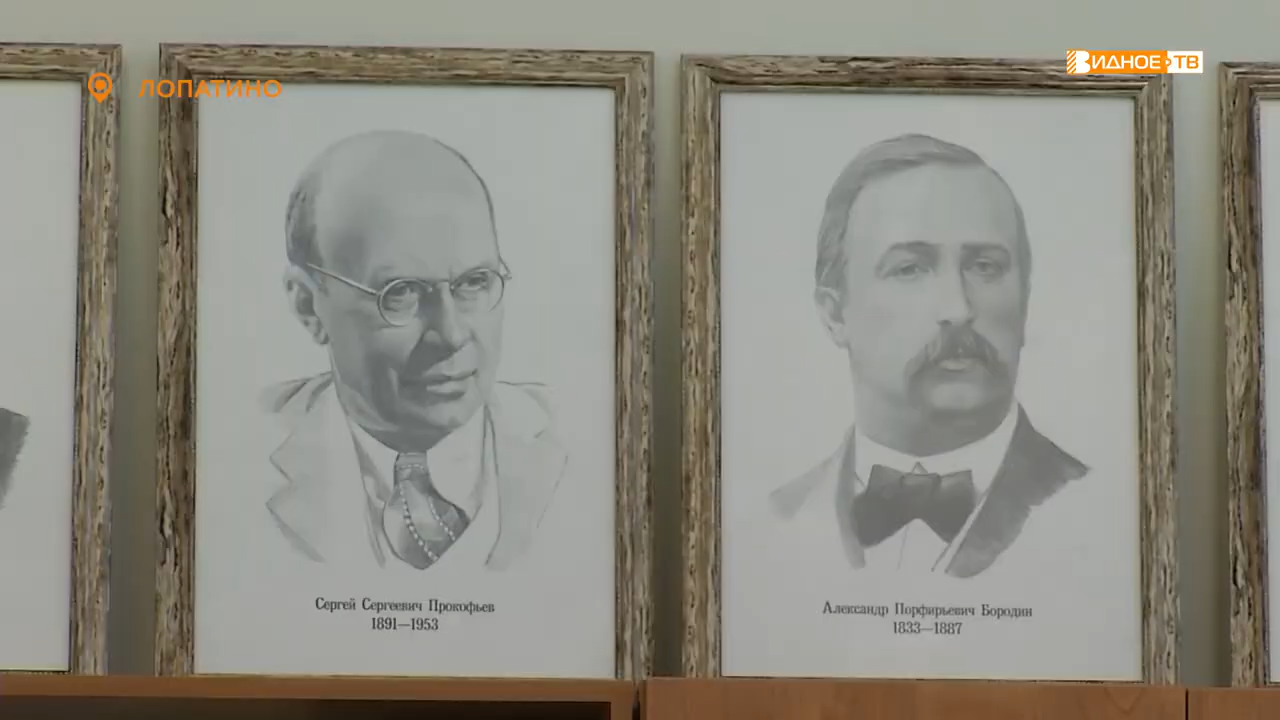 ЛОПАТИНО
ВИДНОЕ ТВ
Сергей Сергеевич Прокофьев
1891—1953
Александр Порфирьевич Бородин
1833—1887